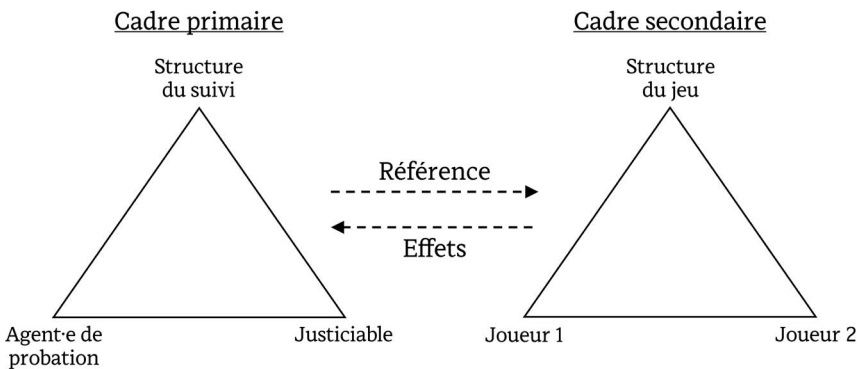 Cadre primaire
Cadre secondaire
Structure
du suivi
Structure
du jeu
Référence
Effets
Agent·e de
probation
Justiciable
Joueur 1
Joueur 2